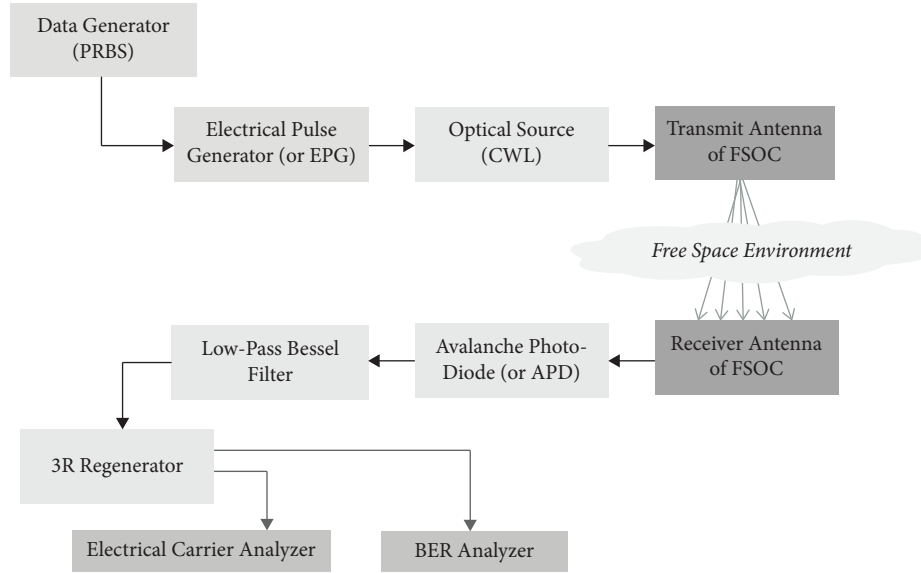 Data Generator
(PRBS)
Electrical Pulse
Generator (or EPG)
Optical Source
(CWL)
Transmit Antenna
of FSOC
Free Space Environment
Receiver Antenna
of FSOC
Avalanche Photo-
Diode (or APD)
Low-Pass Bessel
Filter
3R Regenerator
Electrical Carrier Analyzer
BER Analyzer